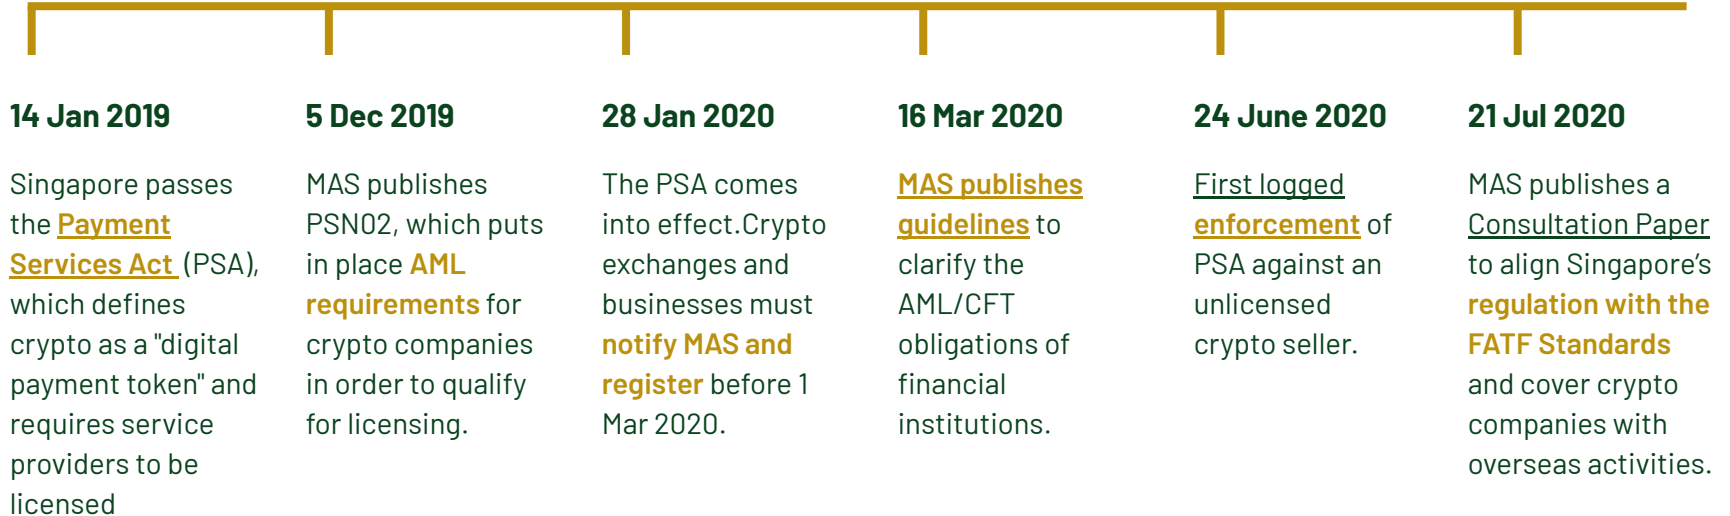 14 Jan 2019
Singapore passes
the Payment
Services Act (PSA),
which defines
crypto as a "digital
payment token" and
requires service
providers to be
licensed
5 Dec 2019
MAS publishes
PSN02, which puts
in place AML
requirements for
crypto companies
in order to qualify
for licensing.
28 Jan 2020
The PSA comes
into effect.Crypto
exchanges and
businesses must
notify MAS and
register before 1
Mar 2020.
16 Mar 2020
MAS publishes
guidelines to
clarify the
AML/CFT
obligations of
financial
institutions.
24 June 2020
First logged
enforcement of
PSA against an
unlicensed
crypto seller.
21 Jul 2020
MAS publishes a
Consultation Paper
to align Singapore’s
regulation with the
FATF Standards
and cover crypto
companies with
overseas activities.